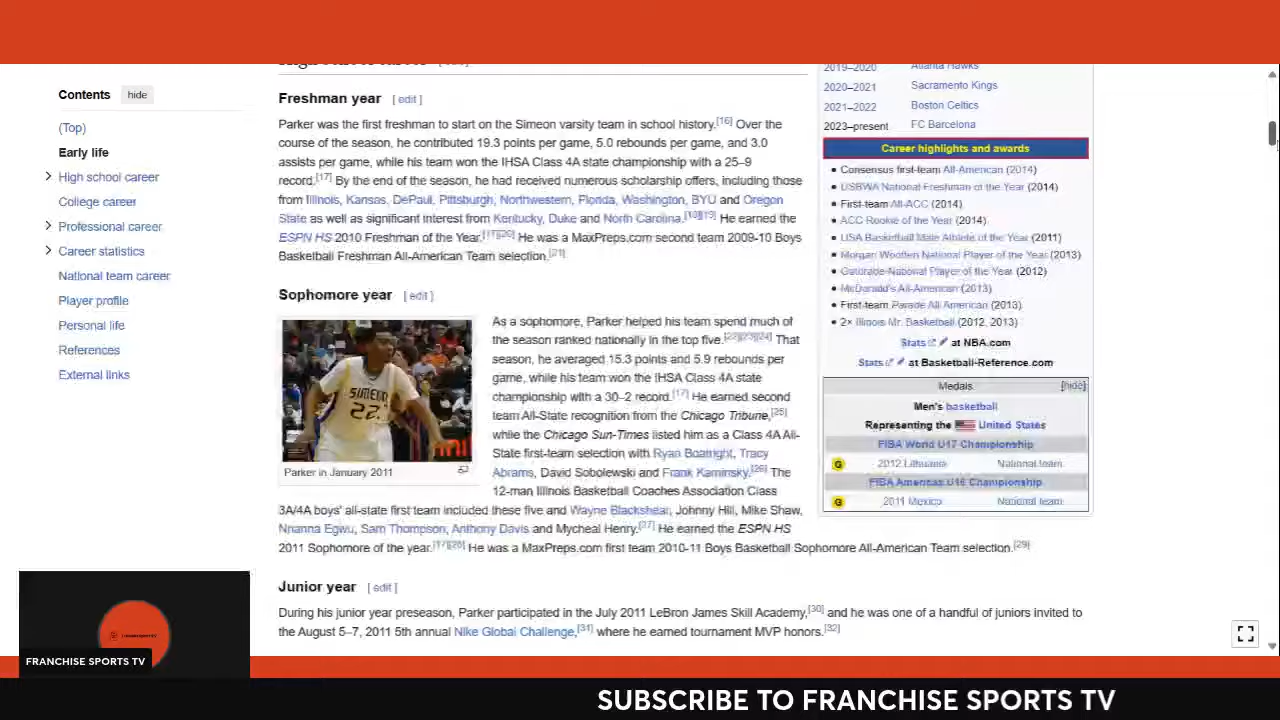 Contents hide
(Top)
Early life
High school career
College career
Professional career
Career statistics
National team career
Player profile
Personal life
References
External links
Freshman year [ edit ]
Parker was the first freshman to start on the Simeon varsity team in school history.[16] Over the
course of the season, he contributed 19.3 points per game, 5.0 rebounds per game, and 3.0
assists per game, while his team won the IHSA Class 4A state championship with a 25–9
record.[17] By the end of the season, he had received numerous scholarship offers, including those
from Illinois, Kansas, DePaul, Pittsburgh, Northwestern, Florida, Washington, BYU and Oregon
State as well as significant interest from Kentucky, Duke and North Carolina.[18][19] He earned the
ESPN HS 2010 Freshman of the Year.[11][20] He was a MaxPreps.com second team 2009-10 Boys
Basketball Freshman All-American Team selection.[21]
Sophomore year [ edit ]
SIMEON
22
Parker in January 2011
As a sophomore, Parker helped his team spend much of
the season ranked nationally in the top five.[22][23][24] That
season, he averaged 15.3 points and 5.9 rebounds per
game, while his team won the IHSA Class 4A state
championship with a 30–2 record.[17] He earned second
team All-State recognition from the Chicago Tribune,[25]
while the Chicago Sun-Times listed him as a Class 4A All-
State first-team selection with Ryan Boatright, Tracy
Abrams, David Sobolewski and Frank Kaminsky.[26] The
12-man Illinois Basketball Coaches Association Class
3A/4A boys' all-state first team included these five and Wayne Blackshear, Johnny Hill, Mike Shaw,
Nnanna Egwu, Sam Thompson, Anthony Davis and Mycheal Henry.[27] He earned the ESPN HS
2011 Sophomore of the year.[17][28] He was a MaxPreps.com first team 2010-11 Boys Basketball Sophomore All-American Team selection.[29]
Junior year [ edit ]
During his junior year preseason, Parker participated in the July 2011 LeBron James Skill Academy,[30] and he was one of a handful of juniors invited to
the August 5–7, 2011 5th annual Nike Global Challenge,[31] where he earned tournament MVP honors.[32]
2019–2020 Atlanta Hawks
2020–2021 Sacramento Kings
2021–2022 Boston Celtics
2023–present FC Barcelona
Career highlights and awards
• Consensus first-team All-American (2014)
• USBWA National Freshman of the Year (2014)
• First-team All-ACC (2014)
• ACC Rookie of the Year (2014)
• USA Basketball Male Athlete of the Year (2011)
• Morgan Wootten National Player of the Year (2013)
• Gatorade National Player of the Year (2012)
• McDonald's All-American (2013)
• First-team Parade All-American (2013)
• 2× Illinois Mr. Basketball (2012, 2013)
Stats at NBA.com
Stats at Basketball-Reference.com
Medals [hide]
Men's basketball
Representing the United States
FIBA World U17 Championship
G 2012 Lithuania National team
FIBA Americas U16 Championship
G 2011 Mexico National team
FRANCHISE SPORTS TV
SUBSCRIBE TO FRANCHISE SPORTS TV